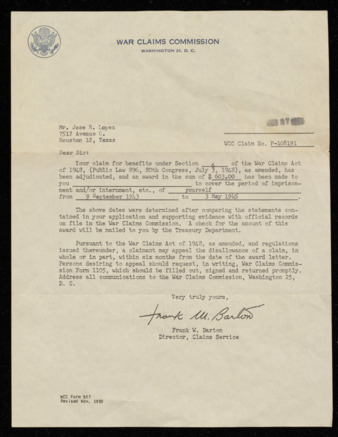 WAR CLAIMS COMMISSION
WASHINGTON 25, D. C.
WCC Claim No. P-108191
Mr. Jose R. Lopez
7517 Avenue C.
Houston 12, Texas
Dear Sir:
Your claim for benefits under Section 6 of the War Claims Act
of 1948, (Public Law 896, 80th Congress, July 3, 1948), as amended, has
been adjudicated, and an award in the sum of $ 603.00 has been made to
you to cover the period of imprison-
ment and/or internment, etc., of yourself
from 9 September 1943 to 3 May 1945
The above dates were determined after comparing the statements con-
tained in your application and supporting evidence with official records
on file in the War Claims Commission. A check for the amount of this
award will be mailed to you by the Treasury Department.
Pursuant to the War Claims Act of 1948, as amended, and regulations
issued thereunder, a claimant may appeal the disallowance of a claim, in
whole or in part, within six months from the date of the award letter.
Persons desiring to appeal should request, in writing, War Claims Commis-
sion Form 1105, which should be filled out, signed and returned promptly.
Address all communications to the War Claims Commission, Washington 25,
D. C.
Very truly yours,
Frank M. Barton
Frank W. Barton
Director, Claims Service
WCC Form 857
Revised Nov. 1950